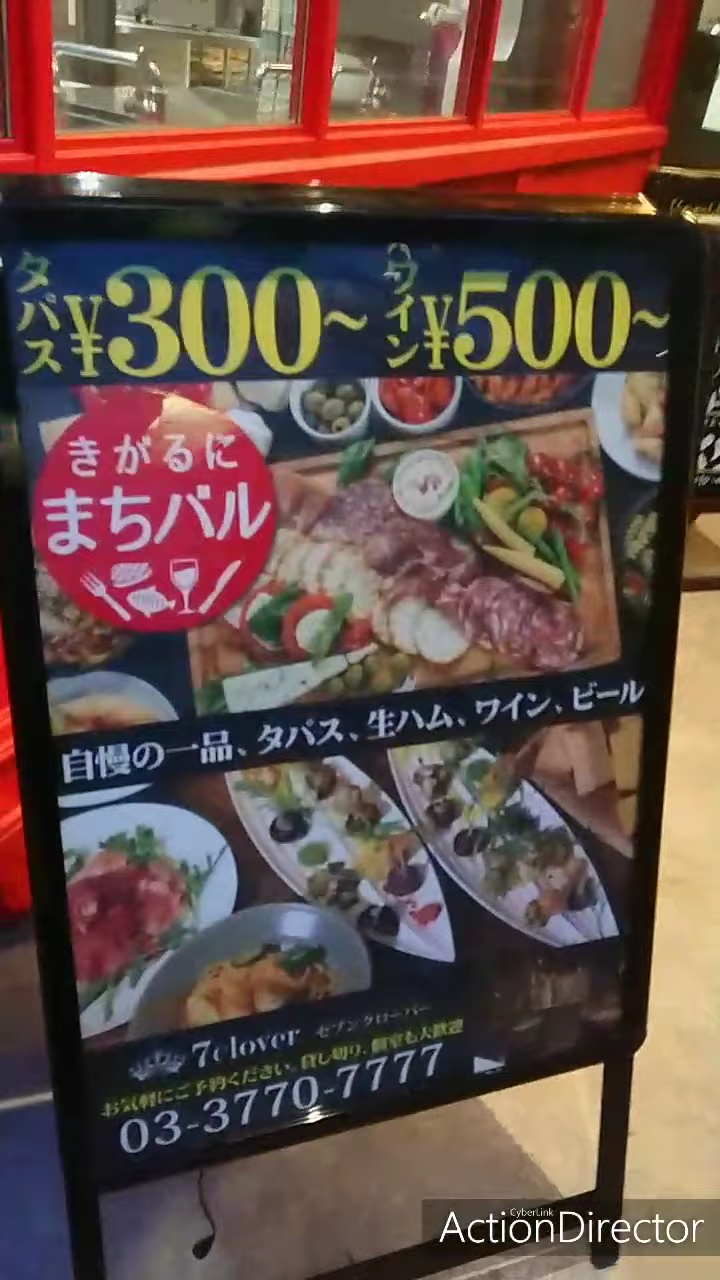 タパス ¥300~ ワイン ¥500~
きがるに
まちバル
自慢の一品、タパス、生ハム、ワイン、ビール
7clover セブンクローバー
お気軽にご予約ください。貸し切り、個室も大歓迎
03-3770-7777
CyberLink
ActionDirector